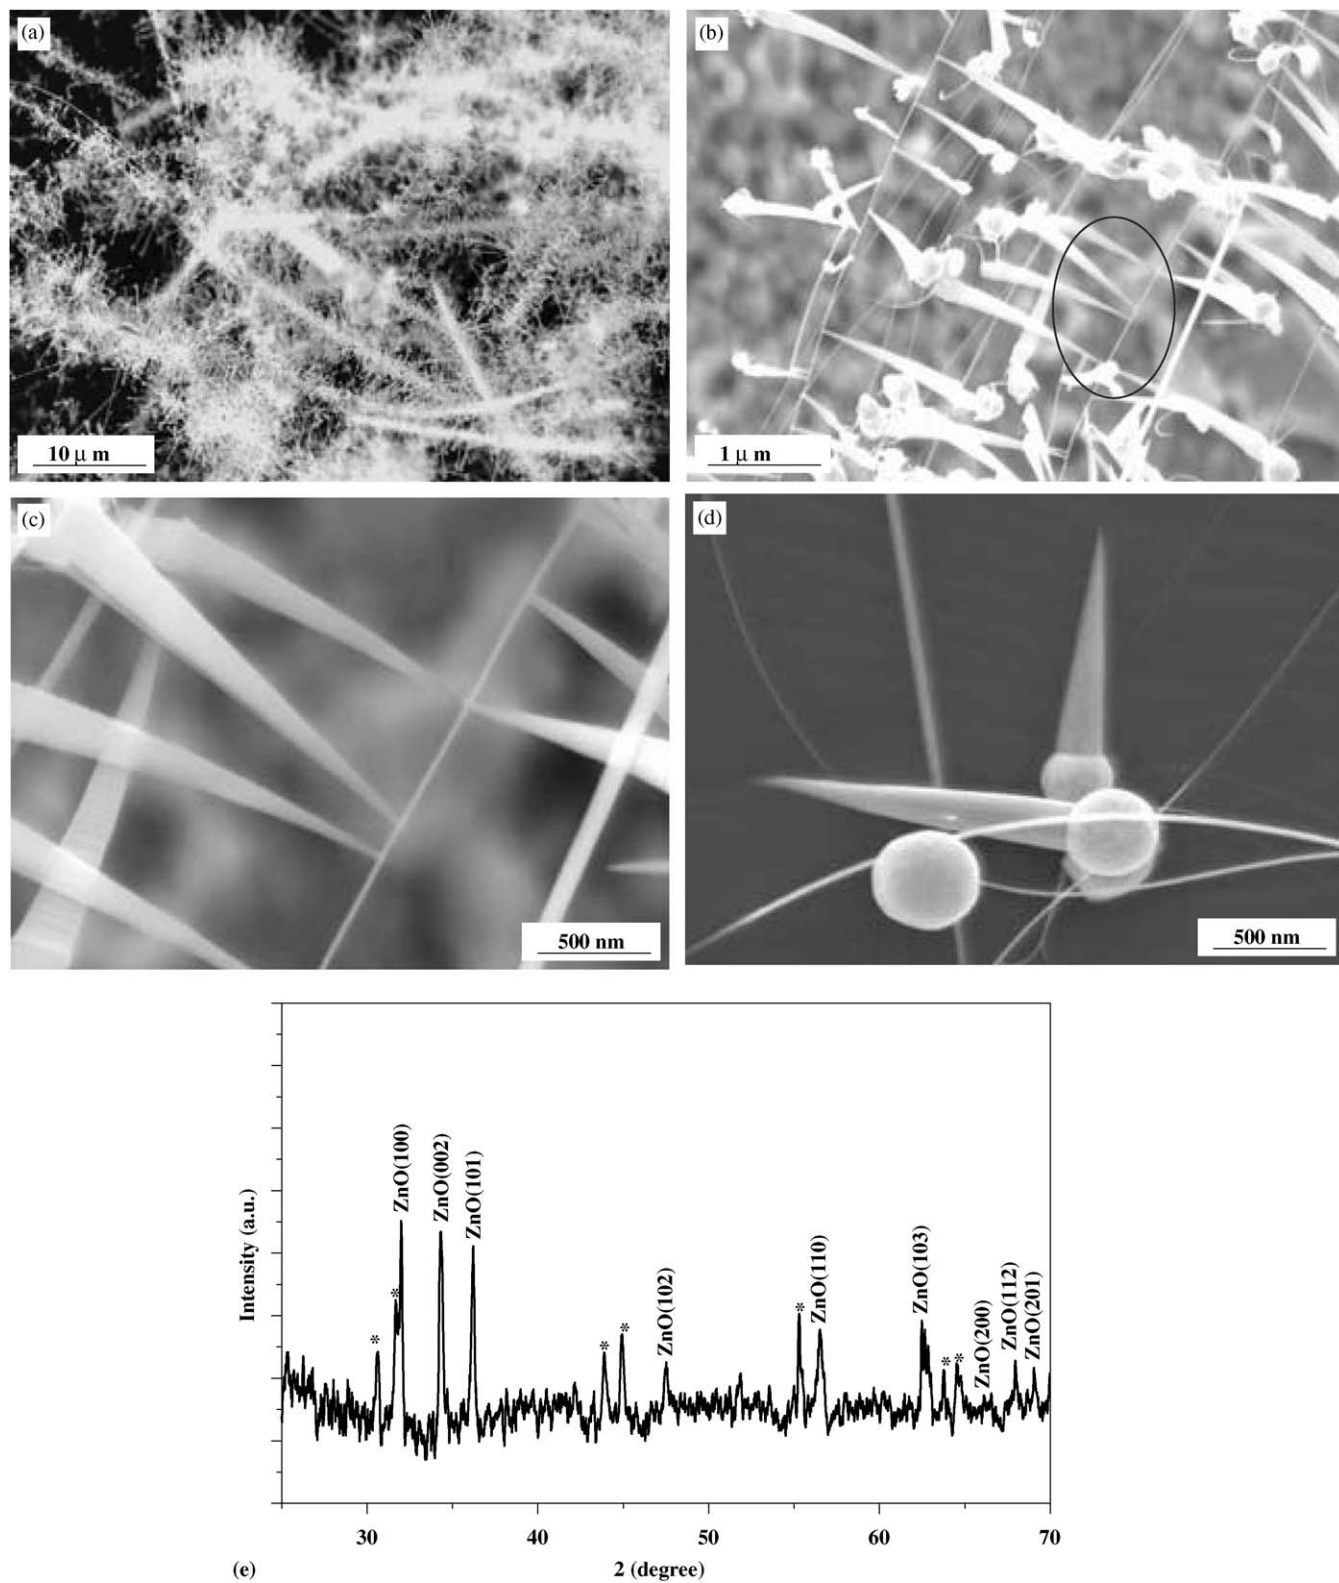 (a)
10 μ m
(b)
1 μ m
(c)
500 nm
(d)
500 nm
Intensity (a.u.)
*
*
ZnO(100)
ZnO(002)
ZnO(101)
*
*
ZnO(102)
*
ZnO(110)
ZnO(103)
*
*
ZnO(200)
ZnO(112)
ZnO(201)
30
40
50
60
70
(e)
2 (degree)